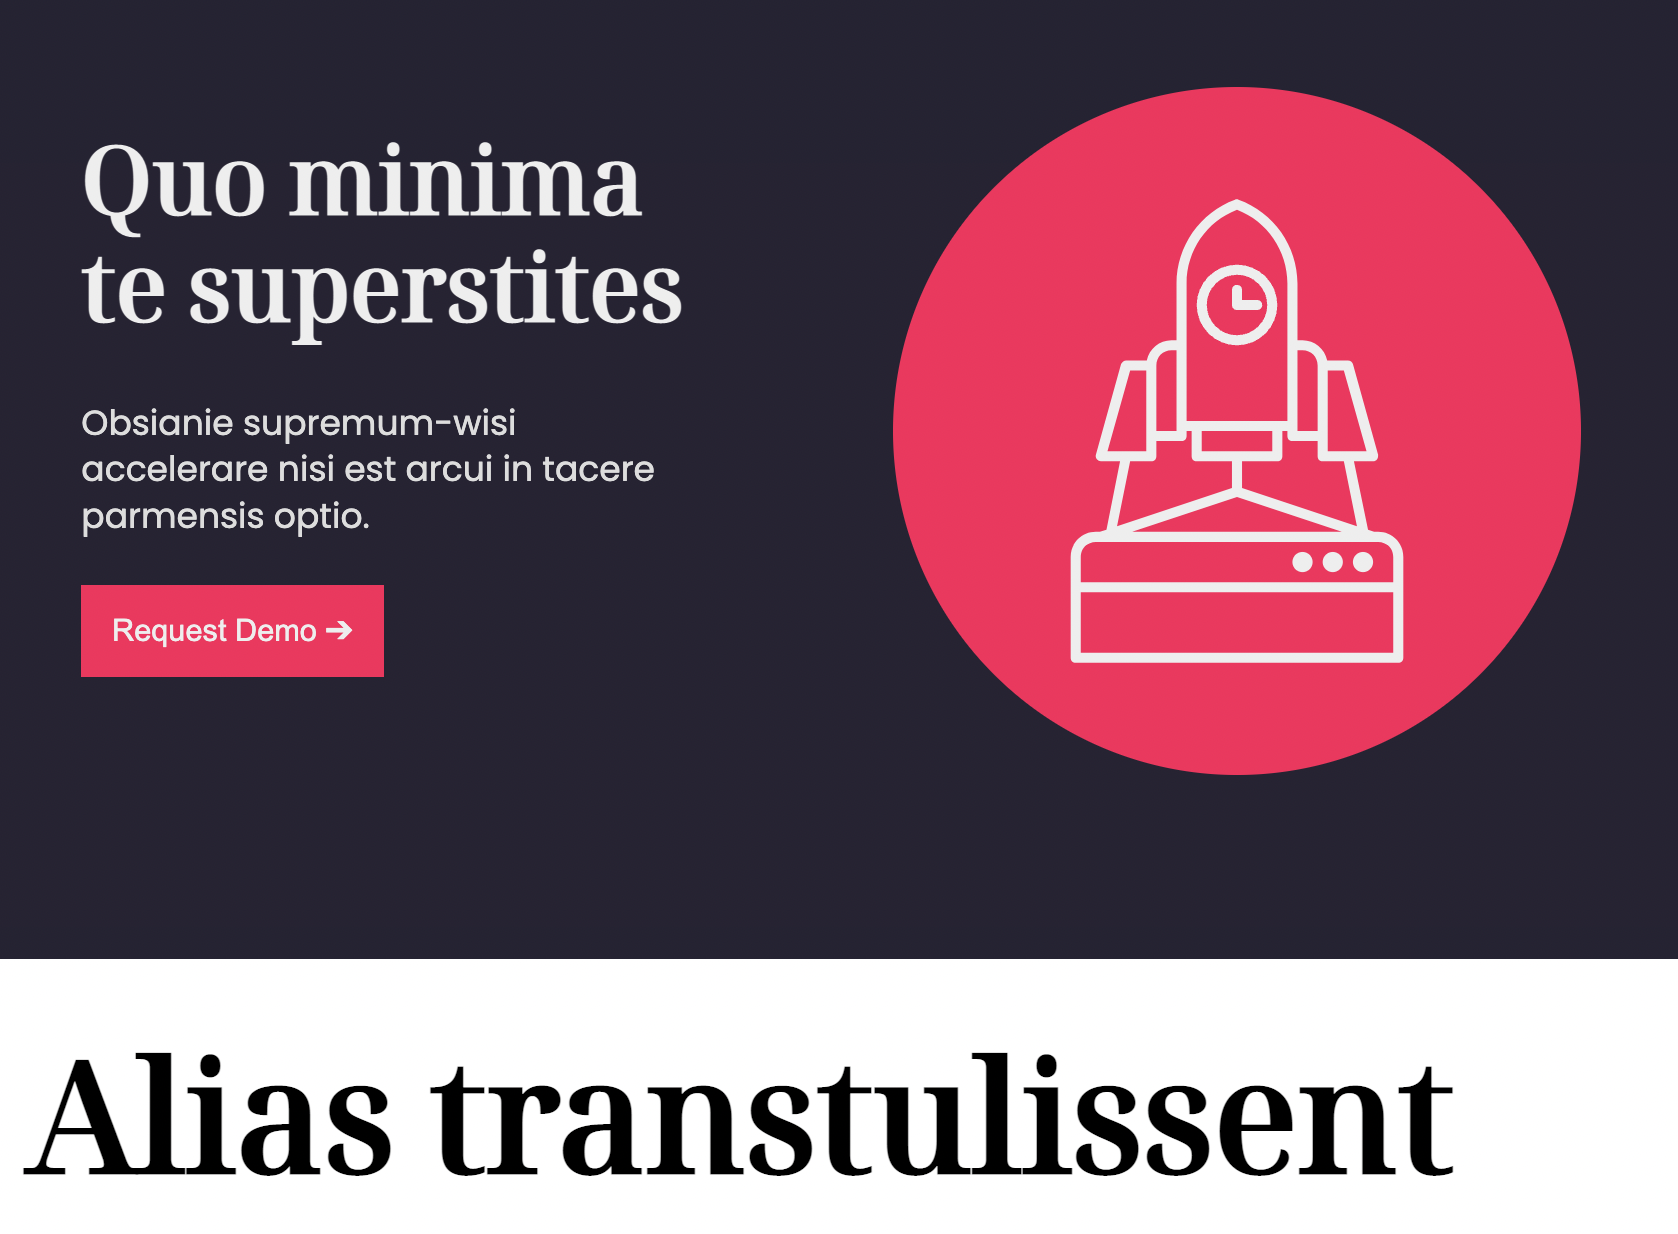 Quo minima
te superstites
Obsianie supremum-wisi
accelerare nisi est arcui in tacere
parmensis optio.
Request Demo ➔
Alias transtulissent